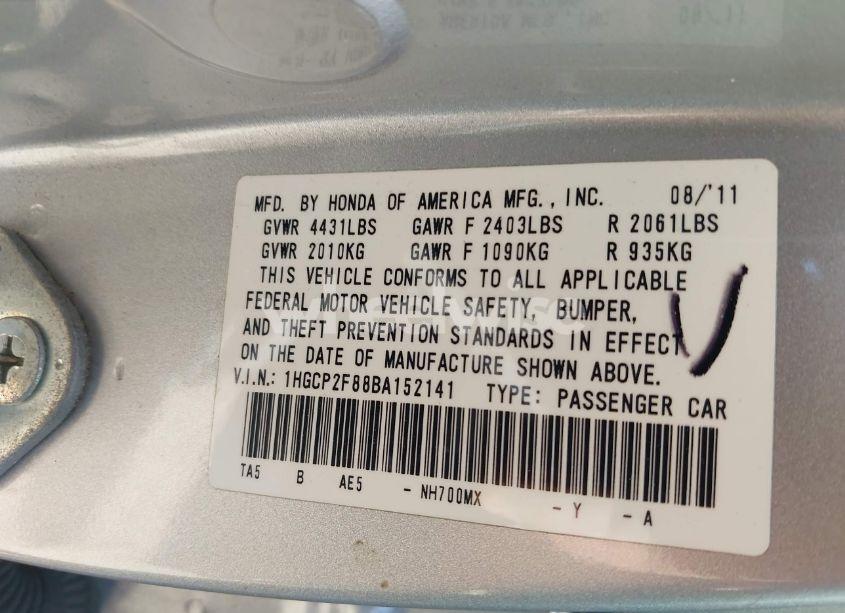 MFD. BY HONDA OF AMERICA MFG., INC. 08/'11
GVWR 4431LBS GAWR F 2403LBS R 2061LBS
GVWR 2010KG GAWR F 1090KG R 935KG
THIS VEHICLE CONFORMS TO ALL APPLICABLE
FEDERAL MOTOR VEHICLE SAFETY, BUMPER,
AND THEFT PREVENTION STANDARDS IN EFFECT
ON THE DATE OF MANUFACTURE SHOWN ABOVE.
V.I.N.: 1HGCP2F88BA152141 TYPE: PASSENGER CAR
TA5 B AE5 - NH700MX - Y - A